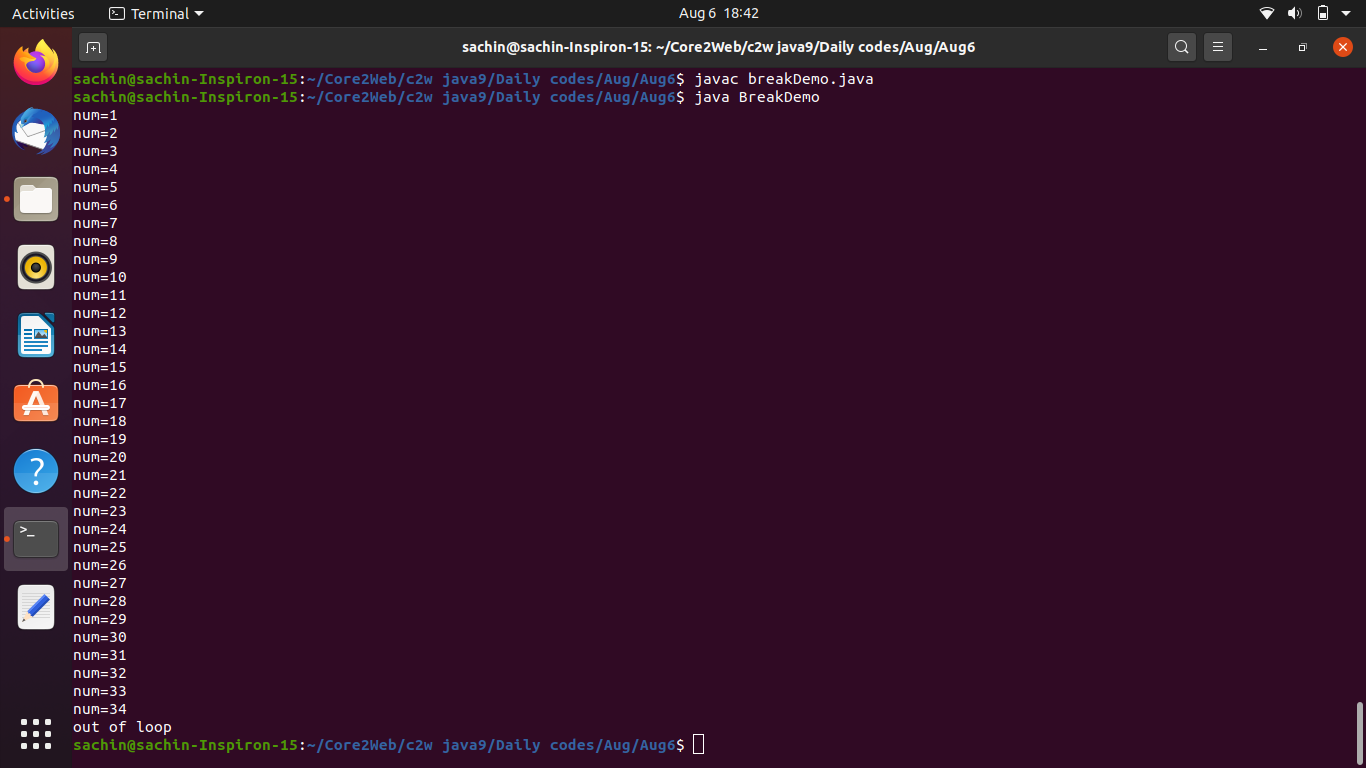 Activities
Terminal
Aug 6 18:42
sachin@sachin-Inspiron-15: ~/Core2Web/c2w java9/Daily codes/Aug/Aug6
sachin@sachin-Inspiron-15:~/Core2Web/c2w java9/Daily codes/Aug/Aug6$ javac breakDemo.java
sachin@sachin-Inspiron-15:~/Core2Web/c2w java9/Daily codes/Aug/Aug6$ java BreakDemo
num=1
num=2
num=3
num=4
num=5
num=6
num=7
num=8
num=9
num=10
num=11
num=12
num=13
num=14
num=15
num=16
num=17
num=18
num=19
num=20
num=21
num=22
num=23
num=24
num=25
num=26
num=27
num=28
num=29
num=30
num=31
num=32
num=33
num=34
out of loop
sachin@sachin-Inspiron-15:~/Core2Web/c2w java9/Daily codes/Aug/Aug6$